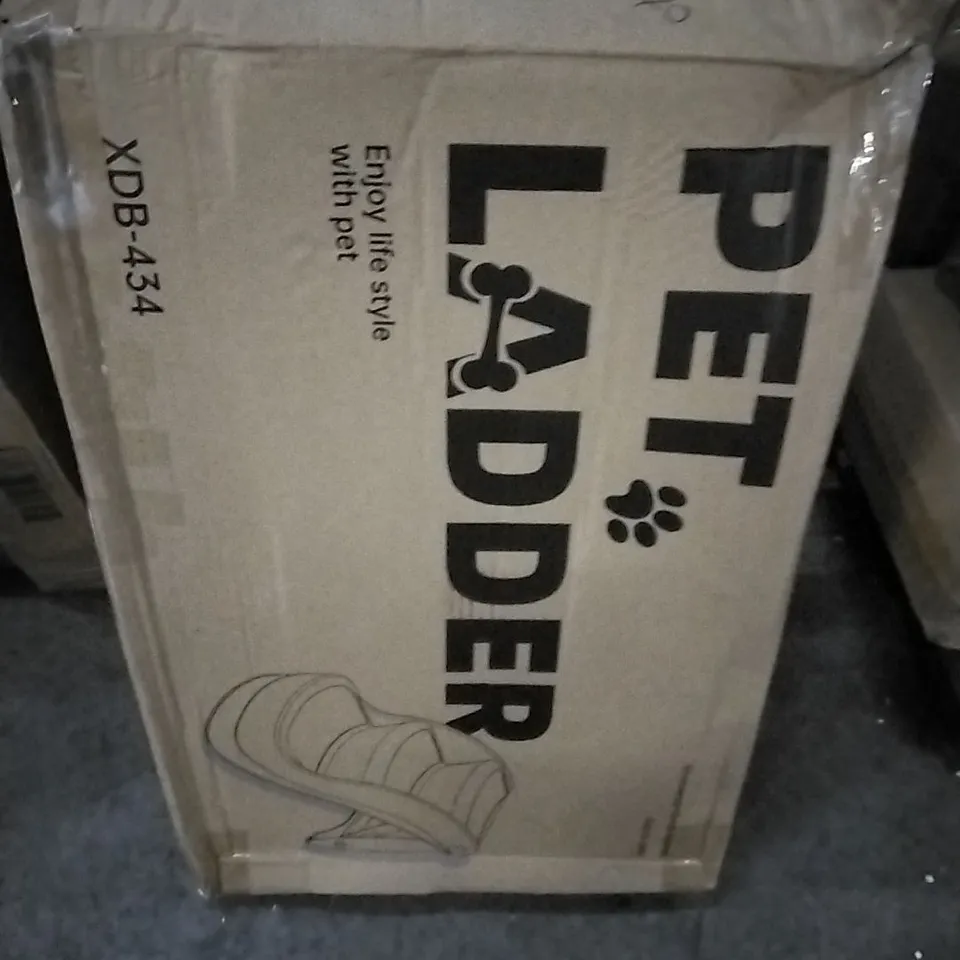 PET
LADDER
Enjoy life style
with pet
XDB-434